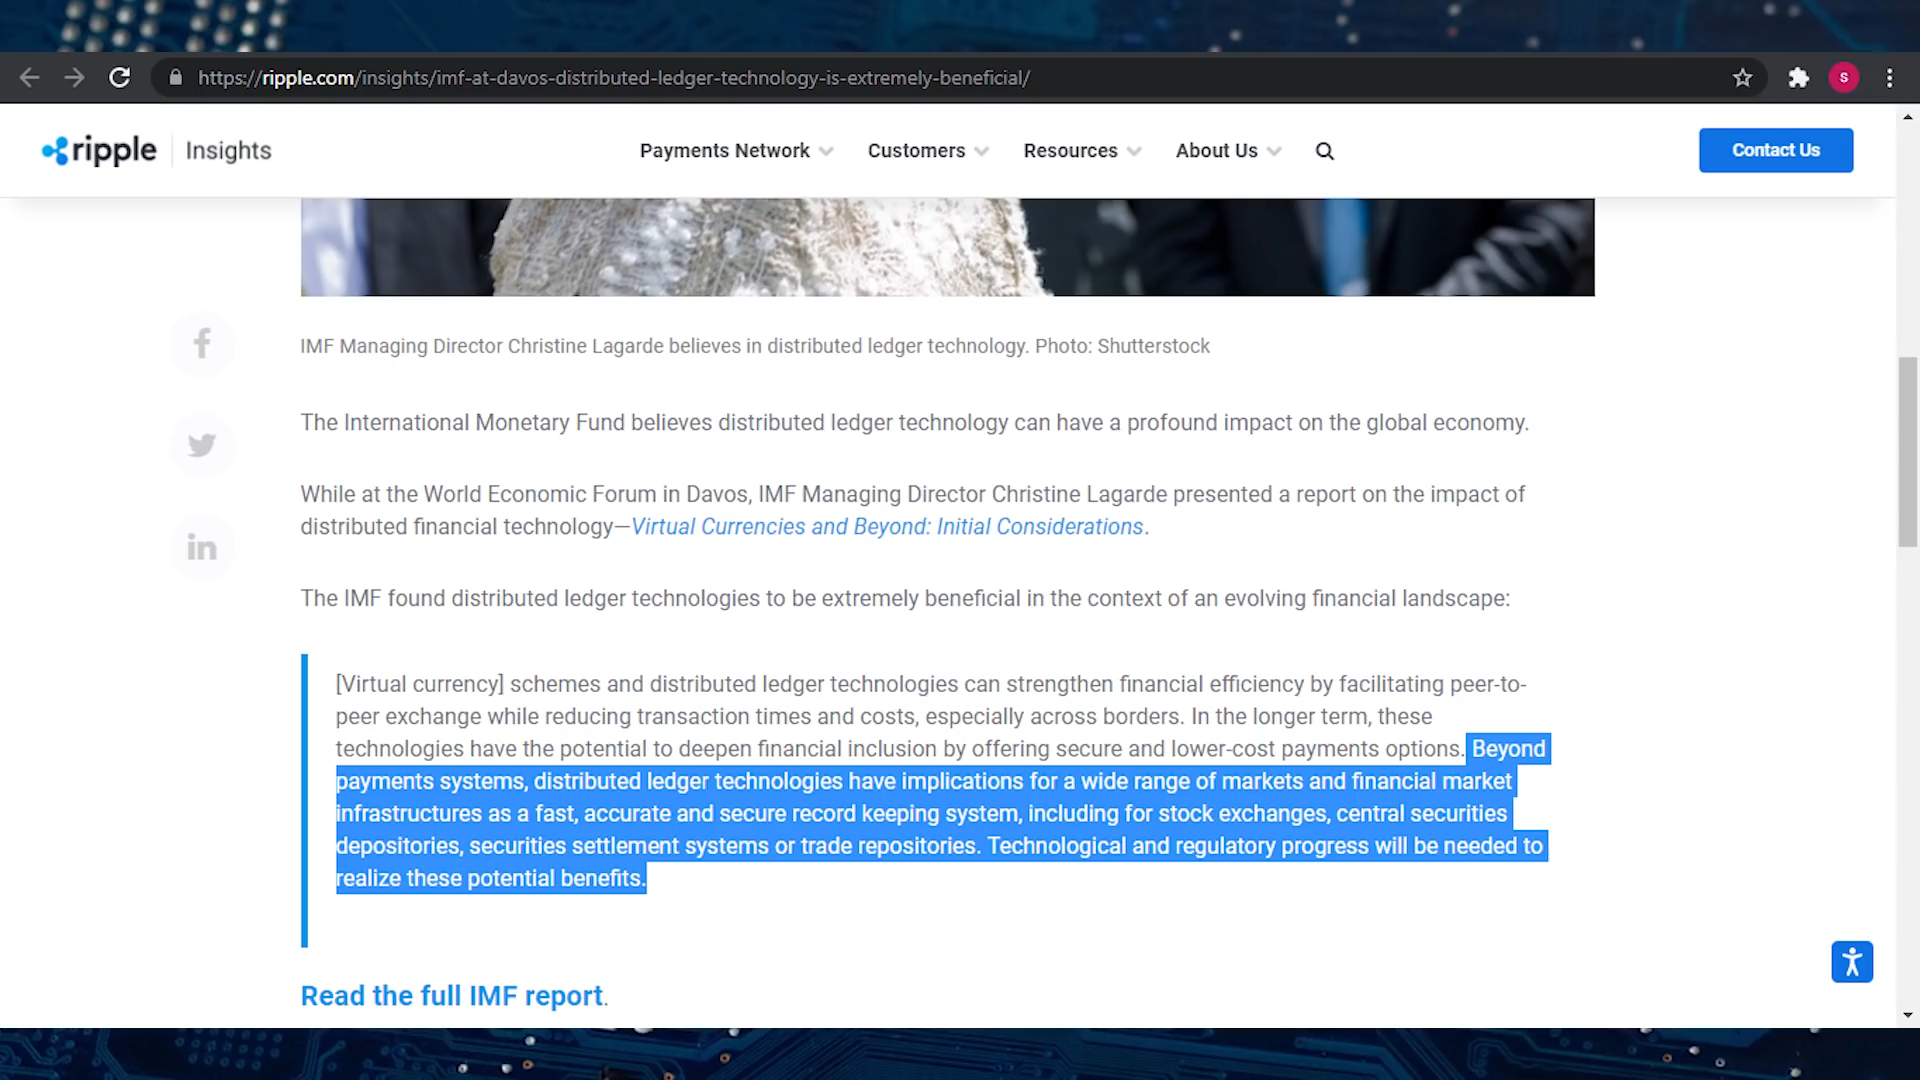 https://ripple.com/insights/imf-at-davos-distributed-ledger-technology-is-extremely-beneficial/
S
ripple Insights
Payments Network Customers Resources About Us
Contact Us
IMF Managing Director Christine Lagarde believes in distributed ledger technology. Photo: Shutterstock
The International Monetary Fund believes distributed ledger technology can have a profound impact on the global economy.
While at the World Economic Forum in Davos, IMF Managing Director Christine Lagarde presented a report on the impact of
distributed financial technology—Virtual Currencies and Beyond: Initial Considerations.
The IMF found distributed ledger technologies to be extremely beneficial in the context of an evolving financial landscape:
[Virtual currency] schemes and distributed ledger technologies can strengthen financial efficiency by facilitating peer-to-
peer exchange while reducing transaction times and costs, especially across borders. In the longer term, these
technologies have the potential to deepen financial inclusion by offering secure and lower-cost payments options. Beyond
payments systems, distributed ledger technologies have implications for a wide range of markets and financial market
infrastructures as a fast, accurate and secure record keeping system, including for stock exchanges, central securities
depositories, securities settlement systems or trade repositories. Technological and regulatory progress will be needed to
realize these potential benefits.
Read the full IMF report.